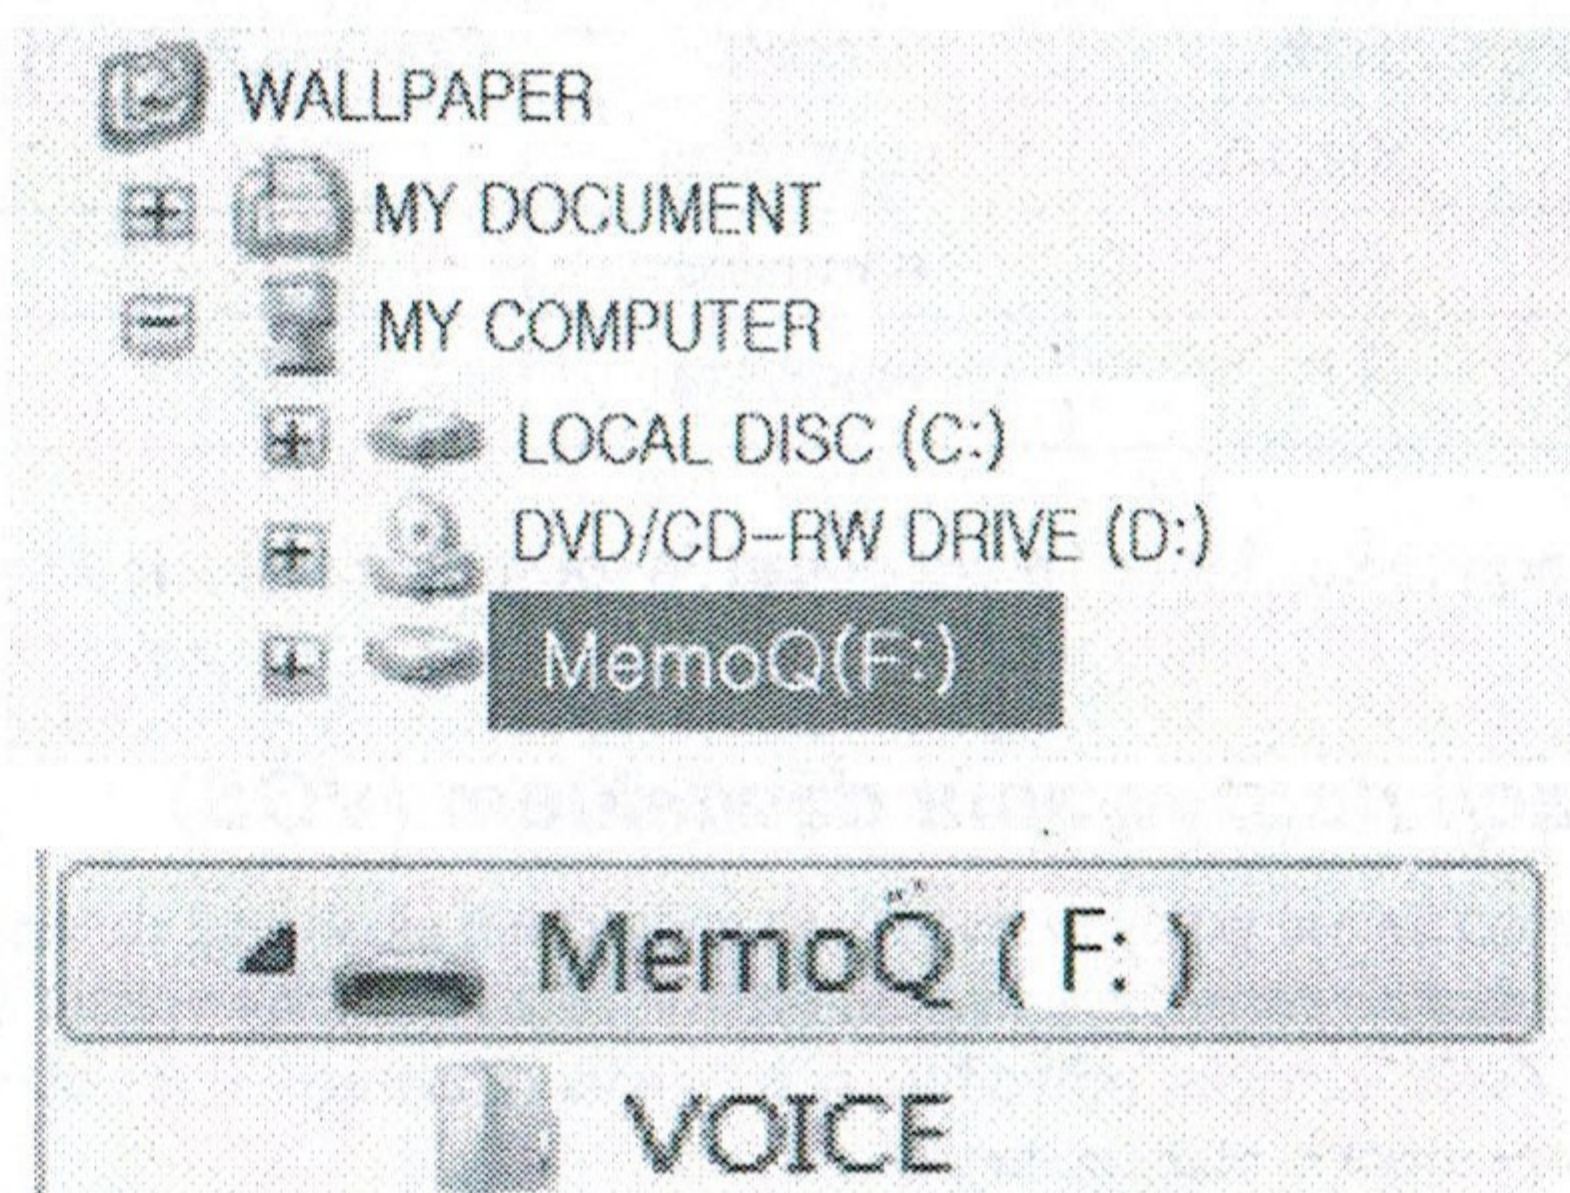 WALLPAPER
MY DOCUMENT
MY COMPUTER
LOCAL DISC (C:)
DVD/CD-RW DRIVE (D:)
MemoQ(F:)
MemoQ ( F: )
VOICE